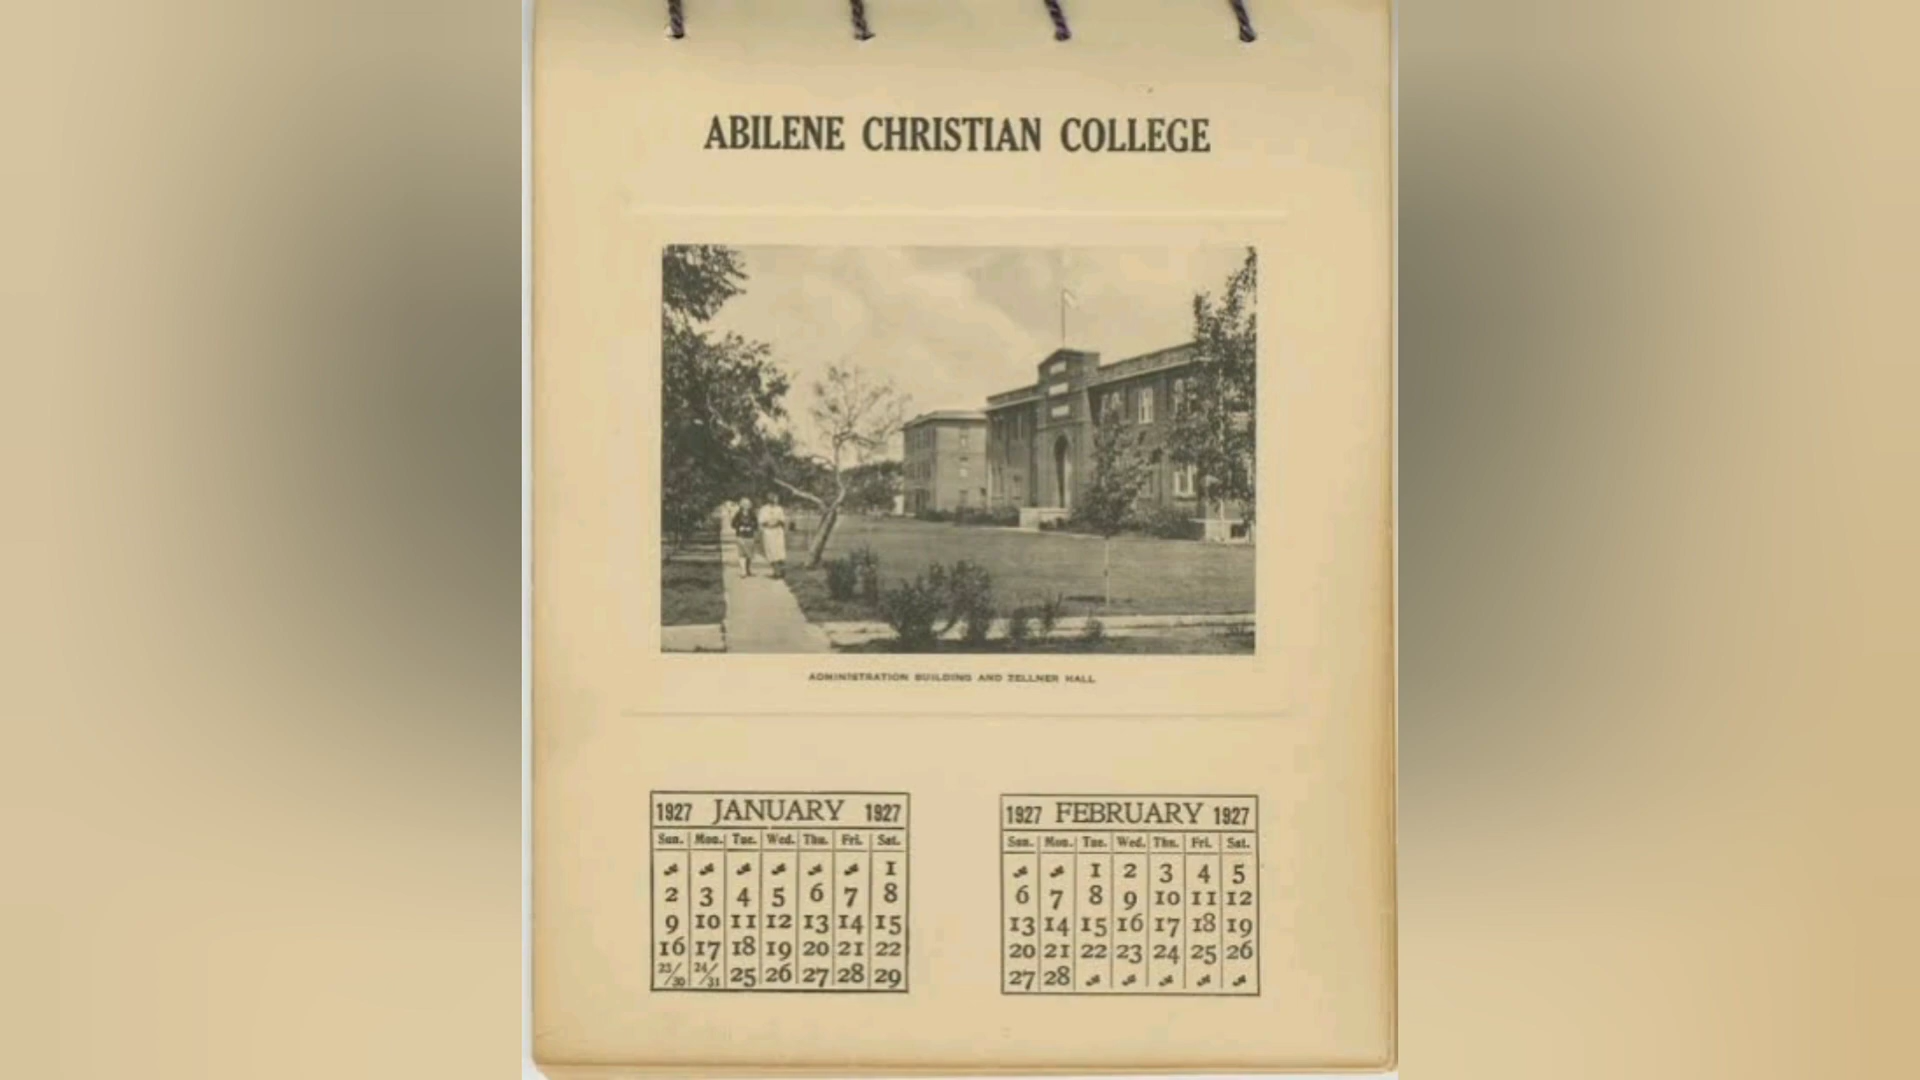 ABILENE CHRISTIAN COLLEGE
ADMINISTRATION BUILDING AND ZELLNER HALL
1927 JANUARY 1927
Sun. Mon. Tue. Wed. Thu. Fri. Sat.
1
2 3 4 5 6 7 8
9 10 11 12 13 14 15
16 17 18 19 20 21 22
23/30 24/31 25 26 27 28 29
1927 FEBRUARY 1927
Sun. Mon. Tue. Wed. Thu. Fri. Sat.
1 2 3 4 5
6 7 8 9 10 11 12
13 14 15 16 17 18 19
20 21 22 23 24 25 26
27 28